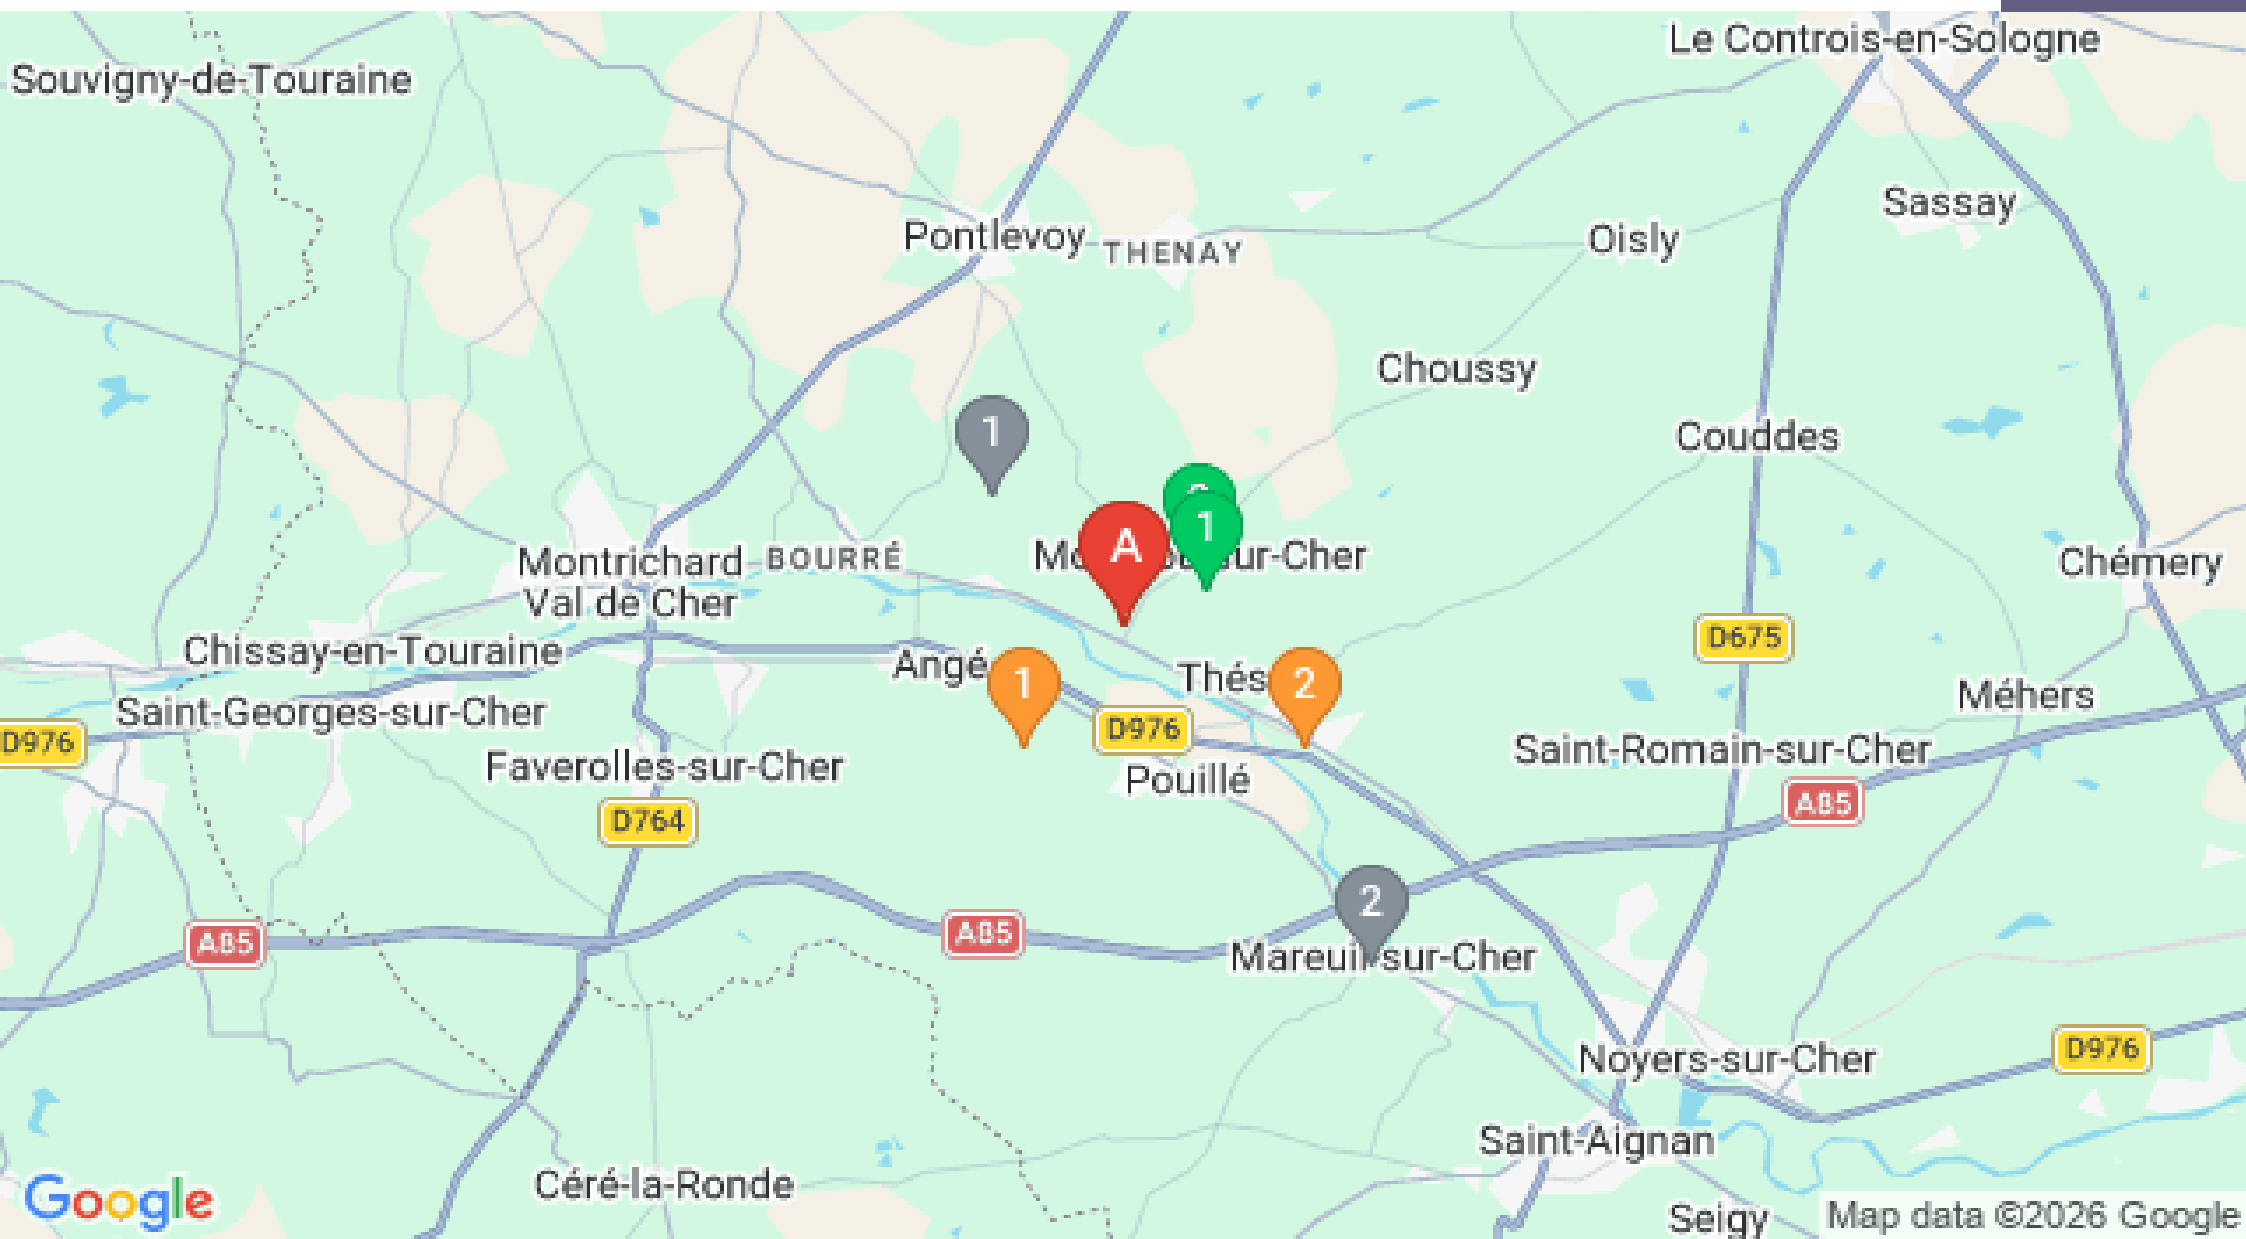 Le Controis-en-Sologne
Souvigny-de-Touraine
Sassay
Pontlevoy
THENAY
Oisly
Choussy
Couddes
1
1
A
ur-Cher
Montrichard
Val de Cher
BOURRÉ
Chémery
D675
Chissay-en-Touraine
Angé
1
Thés
2
Méhers
Saint-Georges-sur-Cher
D976
D976
Saint-Romain-sur-Cher
Faverolles-sur-Cher
Pouillé
A85
D764
2
A85
A85
Mareuil-sur-Cher
Noyers-sur-Cher
D976
Saint-Aignan
Céré-la-Ronde
Google
Seigy
Map data ©2026 Google